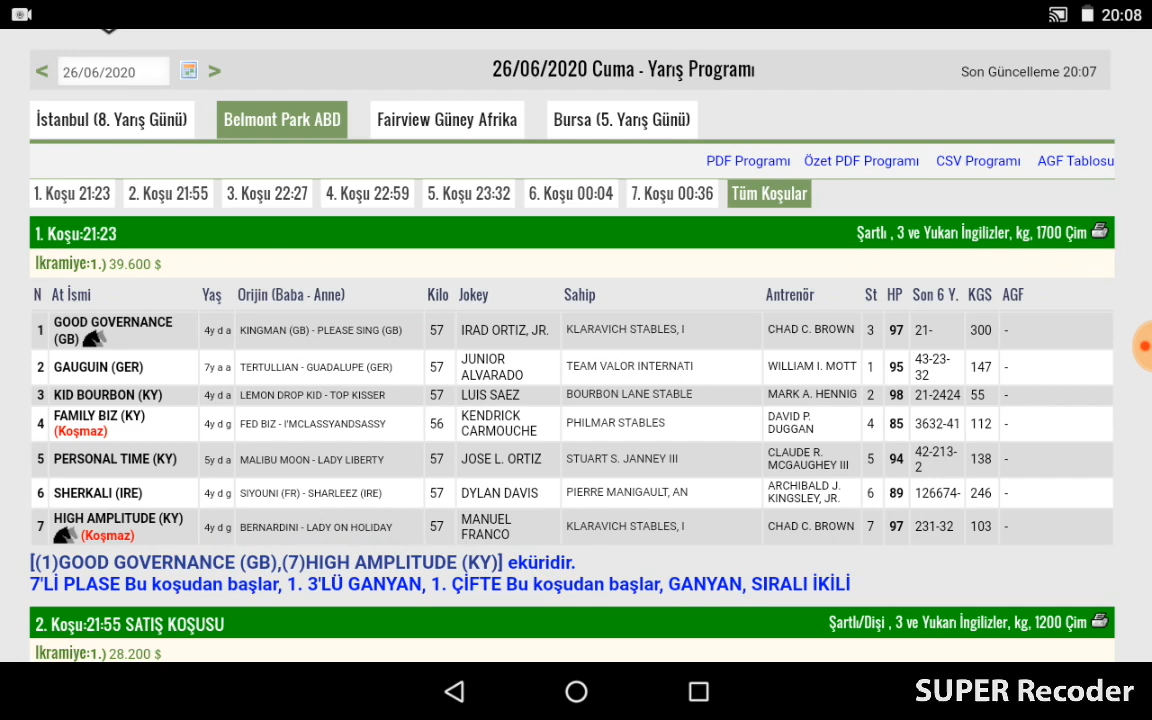 20:08
< 26/06/2020 > 26/06/2020 Cuma - Yarış Programı Son Güncelleme 20:07
İstanbul (8. Yarış Günü) Belmont Park ABD Fairview Güney Afrika Bursa (5. Yarış Günü)
PDF Programı Özet PDF Programı CSV Programı AGF Tablosu
1. Koşu 21:23 2. Koşu 21:55 3. Koşu 22:27 4. Koşu 22:59 5. Koşu 23:32 6. Koşu 00:04 7. Koşu 00:36 Tüm Koşular
1. Koşu:21:23 Şartlı , 3 ve Yukarı İngilizler, kg, 1700 Çim
Ikramiye:1.) 39.600 $
N At İsmi Yaş Orijin (Baba - Anne) Kilo Jokey Sahip Antrenör St HP Son 6 Y. KGS AGF
1 GOOD GOVERNANCE (GB) 4y d a KINGMAN (GB) - PLEASE SING (GB) 57 IRAD ORTIZ, JR. KLARAVICH STABLES, I CHAD C. BROWN 3 97 21- 300 -
2 GAUGUIN (GER) 7y a a TERTULLIAN - GUADALUPE (GER) 57 JUNIOR ALVARADO TEAM VALOR INTERNATI WILLIAM I. MOTT 1 95 43-23-32 147 -
3 KID BOURBON (KY) 4y d a LEMON DROP KID - TOP KISSER 57 LUIS SAEZ BOURBON LANE STABLE MARK A. HENNIG 2 98 21-2424 55 -
4 FAMILY BIZ (KY) (Koşmaz) 4y d g FED BIZ - I'MCLASSYANDSASSY 56 KENDRICK CARMOUCHE PHILMAR STABLES DAVID P. DUGGAN 4 85 3632-41 112 -
5 PERSONAL TIME (KY) 5y d a MALIBU MOON - LADY LIBERTY 57 JOSE L. ORTIZ STUART S. JANNEY III CLAUDE R. MCGAUGHEY III 5 94 42-213-2 138 -
6 SHERKALI (IRE) 4y d g SIYOUNI (FR) - SHARLEEZ (IRE) 57 DYLAN DAVIS PIERRE MANIGAULT, AN ARCHIBALD J. KINGSLEY, JR. 6 89 126674- 246 -
7 HIGH AMPLITUDE (KY) (Koşmaz) 4y d g BERNARDINI - LADY ON HOLIDAY 57 MANUEL FRANCO KLARAVICH STABLES, I CHAD C. BROWN 7 97 231-32 103 -
[(1)GOOD GOVERNANCE (GB),(7)HIGH AMPLITUDE (KY)] eküridir.
7'Lİ PLASE Bu koşudan başlar, 1. 3'LÜ GANYAN, 1. ÇİFTE Bu koşudan başlar, GANYAN, SIRALI İKİLİ
2. Koşu:21:55 SATIŞ KOŞUSU Şartlı/Dişi , 3 ve Yukarı İngilizler, kg, 1200 Çim
Ikramiye:1.) 28.200 $
SUPER Recoder